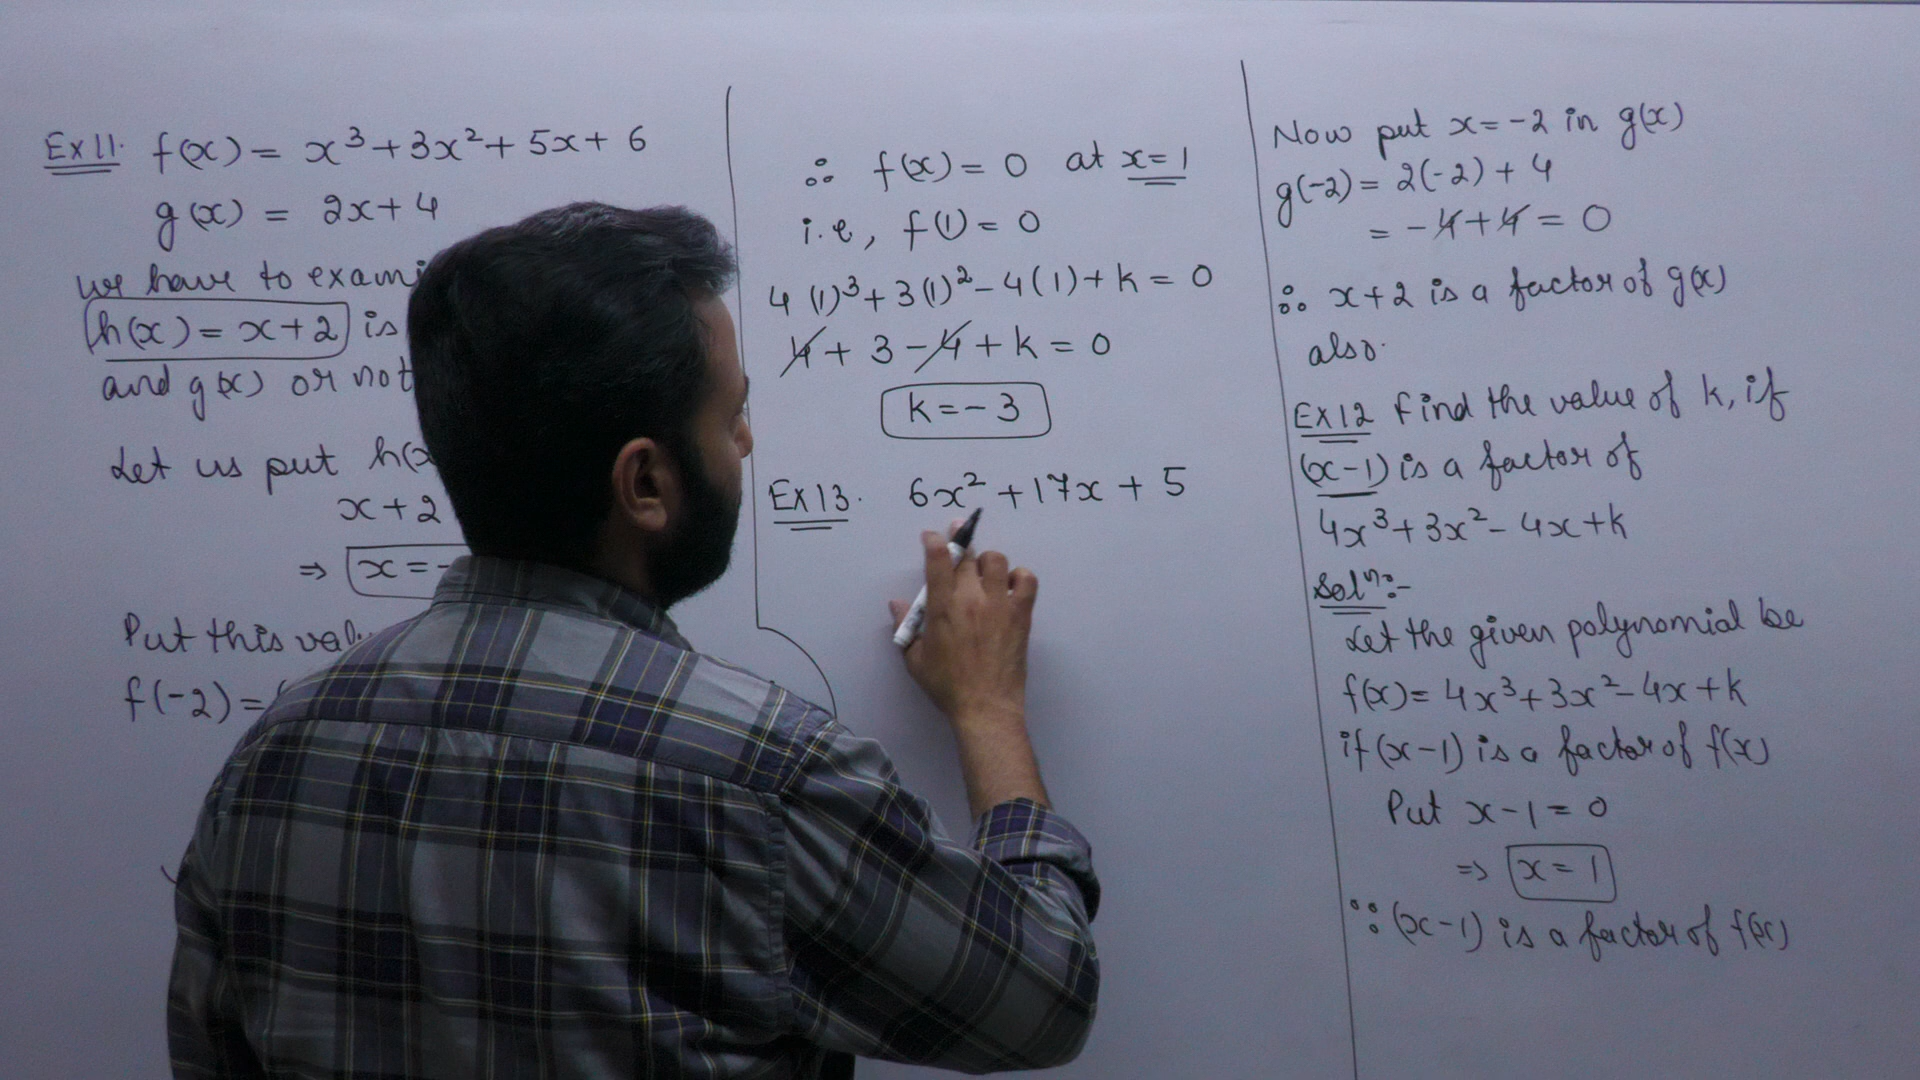 Ex 11. f(x) = x³ + 3x² + 5x + 6
g(x) = 2x + 4
we have to
h(x) = x + 2 is
and g(x) or not
Let us put
x + 2
⇒ x = -
Put this
f(-2) =
∴ f(x) = 0 at x = 1
i.e, f(1) = 0
4(1)³ + 3(1)² - 4(1) + k = 0
4 + 3 - 4 + k = 0
k = -3
Ex 13. 6x² + 17x + 5
Now put x = -2 in g(x)
g(-2) = 2(-2) + 4
= -4 + 4 = 0
∴ x + 2 is a factor of g(x)
also.
Ex 12 Find the value of k, if
(x - 1) is a factor of
4x³ + 3x² - 4x + k
Solⁿ:-
Let the given polynomial be
f(x) = 4x³ + 3x² - 4x + k
if (x - 1) is a factor of f(x)
Put x - 1 = 0
⇒ x = 1
∵ (x - 1) is a factor of f(x)